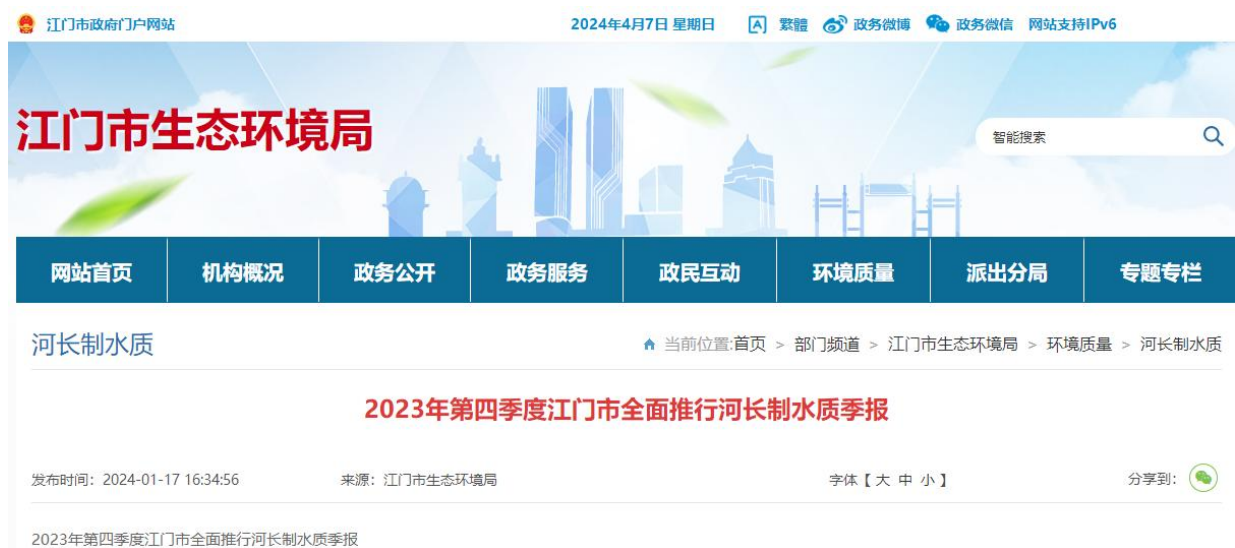 江门市政府门户网站 2024年4月7日 星期日 繁體 政务微博 政务微信 网站支持IPv6
江门市生态环境局
智能搜索
网站首页 机构概况 政务公开 政务服务 政民互动 环境质量 派出分局 专题专栏
河长制水质 当前位置:首页 > 部门频道 > 江门市生态环境局 > 环境质量 > 河长制水质
2023年第四季度江门市全面推行河长制水质季报
发布时间：2024-01-17 16:34:56 来源：江门市生态环境局 字体【 大 中 小 】 分享到：
2023年第四季度江门市全面推行河长制水质季报